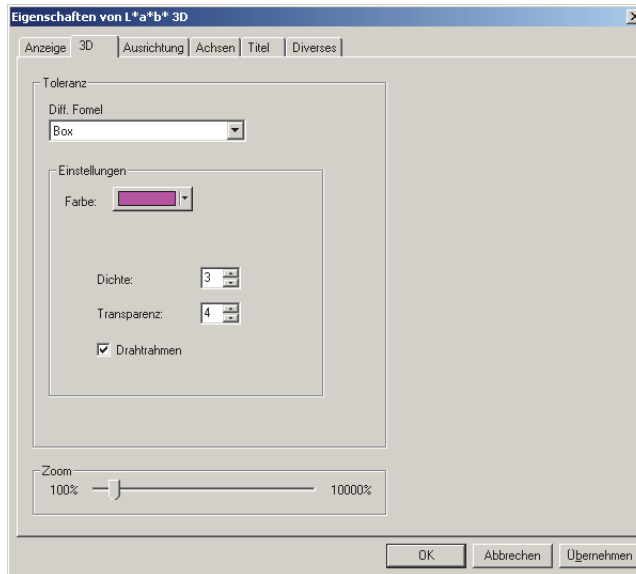 Eigenschaften von L*a*b* 3D
Anzeige 3D Ausrichtung Achsen Titel Diverses
Toleranz
Diff. Fomel
Box
Einstellungen
Farbe:
Dichte: 3
Transparenz: 4
Drahtrahmen
Zoom
100% 10000%
OK Abbrechen Übernehmen